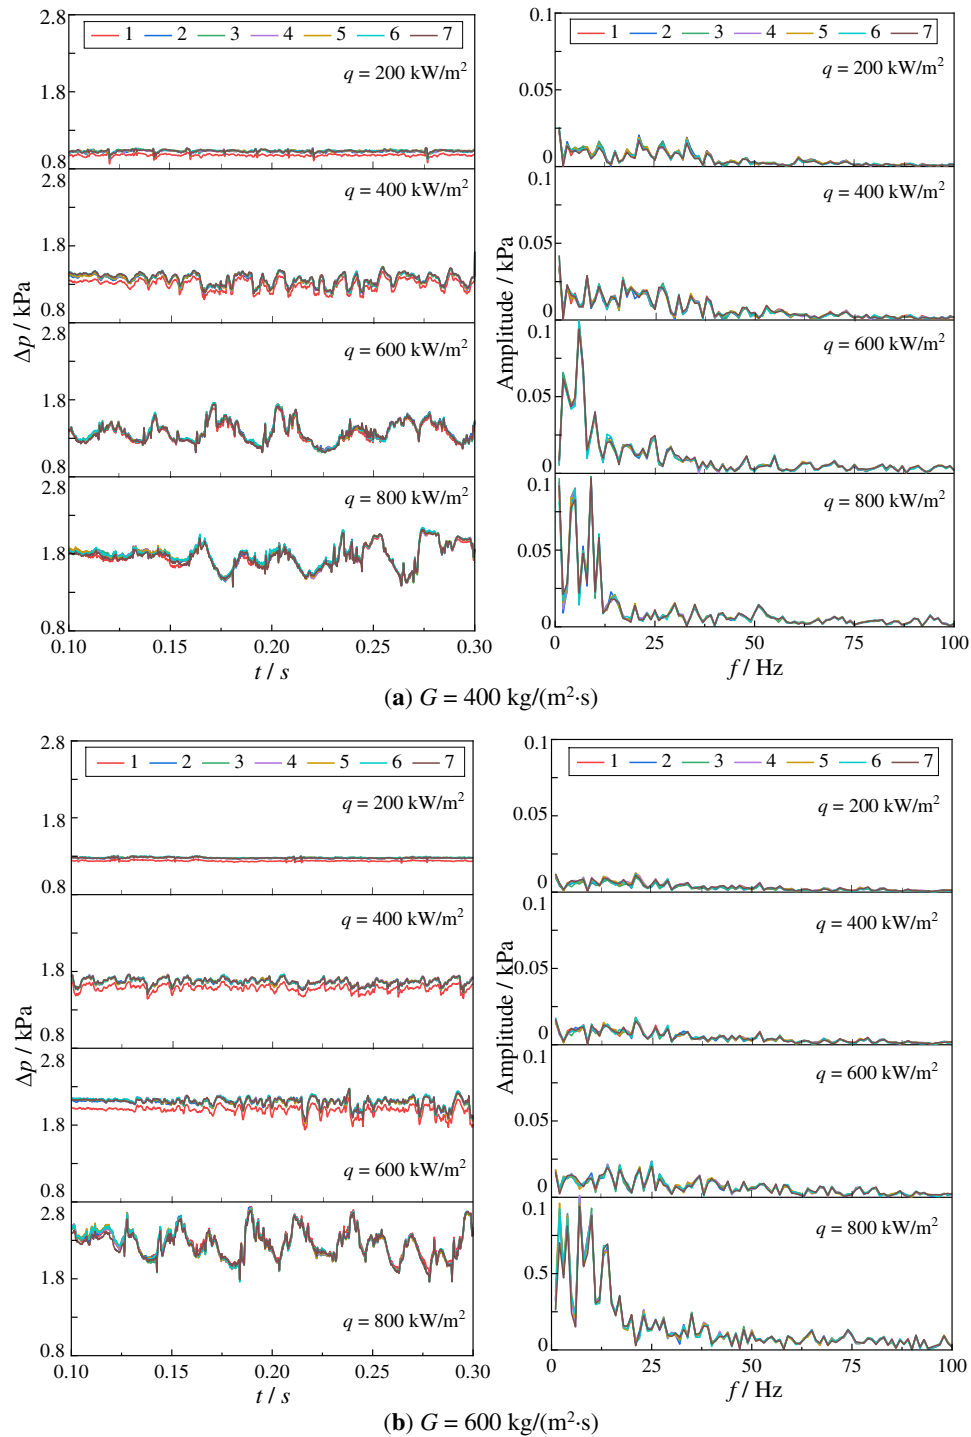 2.8
1 2 3 4 5 6 7
q = 200 kW/m²
1.8
0.8
2.8
q = 400 kW/m²
1.8
0.8
2.8
q = 600 kW/m²
1.8
0.8
2.8
q = 800 kW/m²
1.8
0.8
0.10 0.15 0.20 0.25 0.30
Δp / kPa
t / s
0.1
1 2 3 4 5 6 7
q = 200 kW/m²
0.05
0
0.1
q = 400 kW/m²
0.05
0
0.1
q = 600 kW/m²
0.05
0
0.1
q = 800 kW/m²
0.05
0
0 25 50 75 100
Amplitude / kPa
f / Hz
(a) G = 400 kg/(m²·s)
2.8
1 2 3 4 5 6 7
q = 200 kW/m²
1.8
0.8
2.8
q = 400 kW/m²
1.8
0.8
2.8
1.8
q = 600 kW/m²
0.8
2.8
1.8
q = 800 kW/m²
0.8
0.10 0.15 0.20 0.25 0.30
Δp / kPa
t / s
0.1
1 2 3 4 5 6 7
q = 200 kW/m²
0.05
0
0.1
q = 400 kW/m²
0.05
0
0.1
q = 600 kW/m²
0.05
0
0.1
q = 800 kW/m²
0.5
0
0 25 50 75 100
Amplitude / kPa
f / Hz
(b) G = 600 kg/(m²·s)